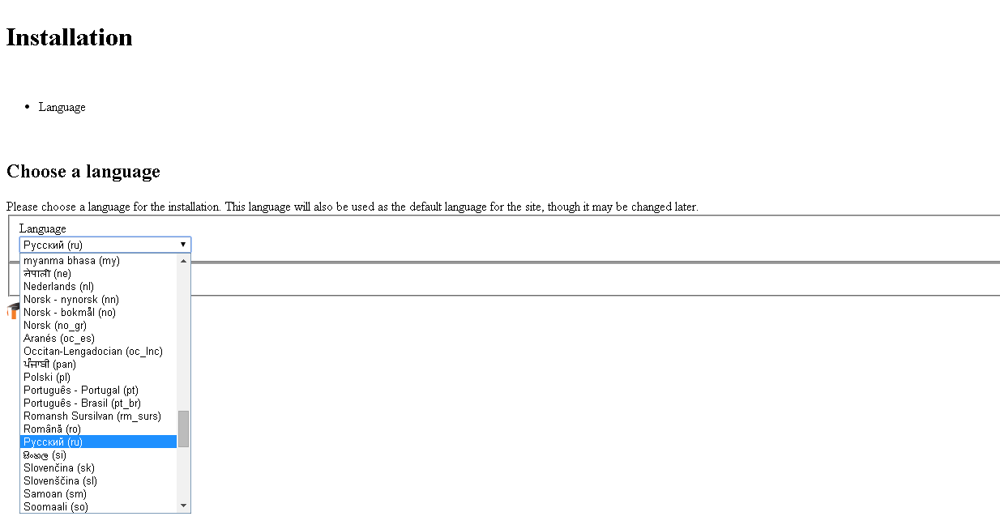 Installation
Language
Choose a language
Please choose a language for the installation. This language will also be used as the default language for the site, though it may be changed later.
Language
Русский (ru)
myanma bhasa (my)
नेपाली (ne)
Nederlands (nl)
Norsk - nynorsk (nn)
Norsk - bokmål (no)
Norsk (no_gr)
Aranés (oc_es)
Occitan-Lengadocian (oc_lnc)
ਪੰਜਾਬੀ (pan)
Polski (pl)
Português - Portugal (pt)
Português - Brasil (pt_br)
Romansh Sursilvan (rm_surs)
Română (ro)
Русский (ru)
සිංහල (si)
Slovenčina (sk)
Slovenščina (sl)
Samoan (sm)
Soomaali (so)